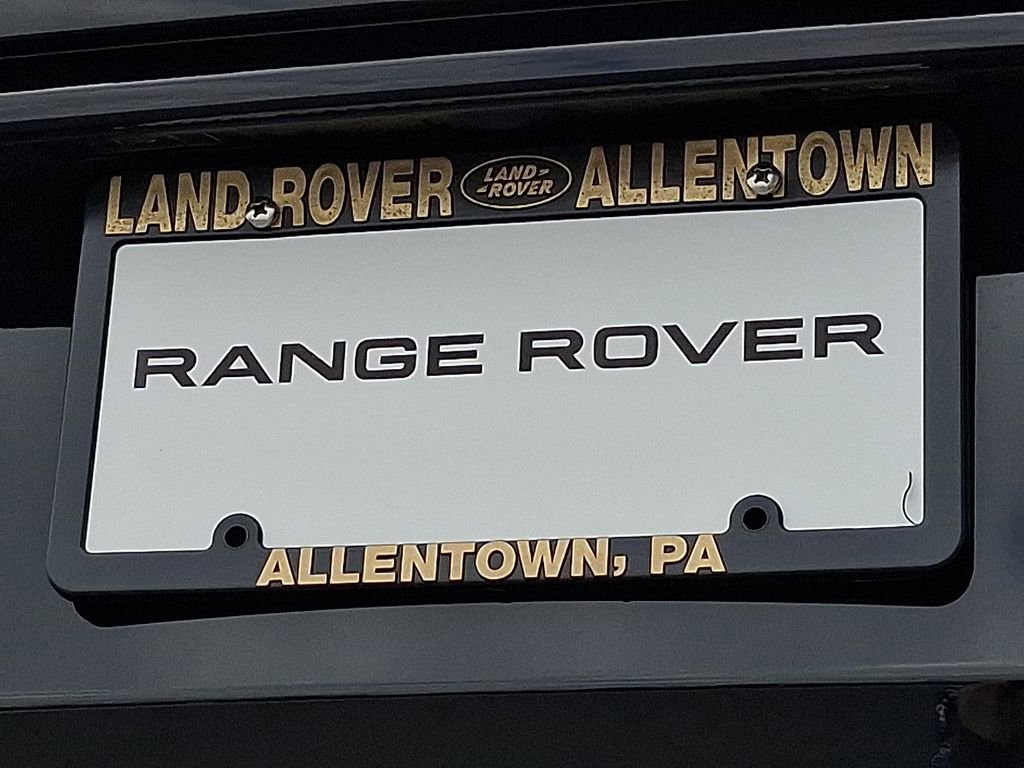 LAND ROVER LAND-ROVER ALLENTOWN
RANGE ROVER
ALLENTOWN, PA